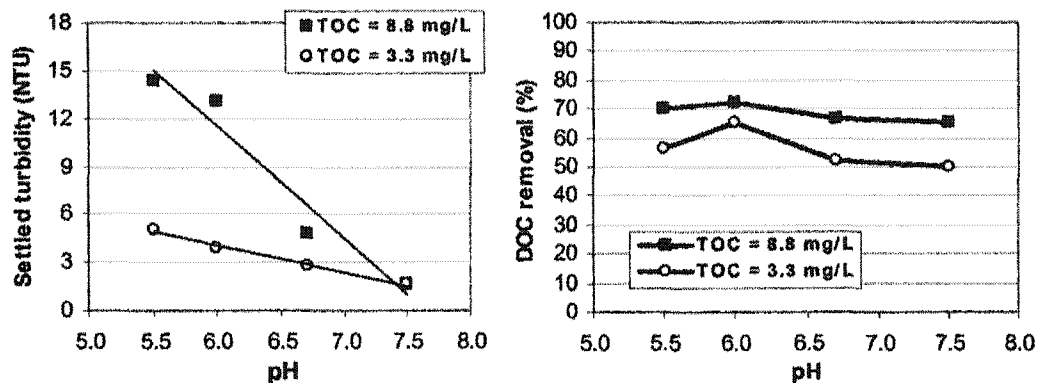 18
15
12
9
6
3
0
Settled turbidity (NTU)
TOC = 8.8 mg/L
TOC = 3.3 mg/L
5.0 5.5 6.0 6.5 7.0 7.5 8.0
pH
100
90
80
70
60
50
40
30
20
10
0
DOC removal (%)
TOC = 8.8 mg/L
TOC = 3.3 mg/L
5.0 5.5 6.0 6.5 7.0 7.5 8.0
pH